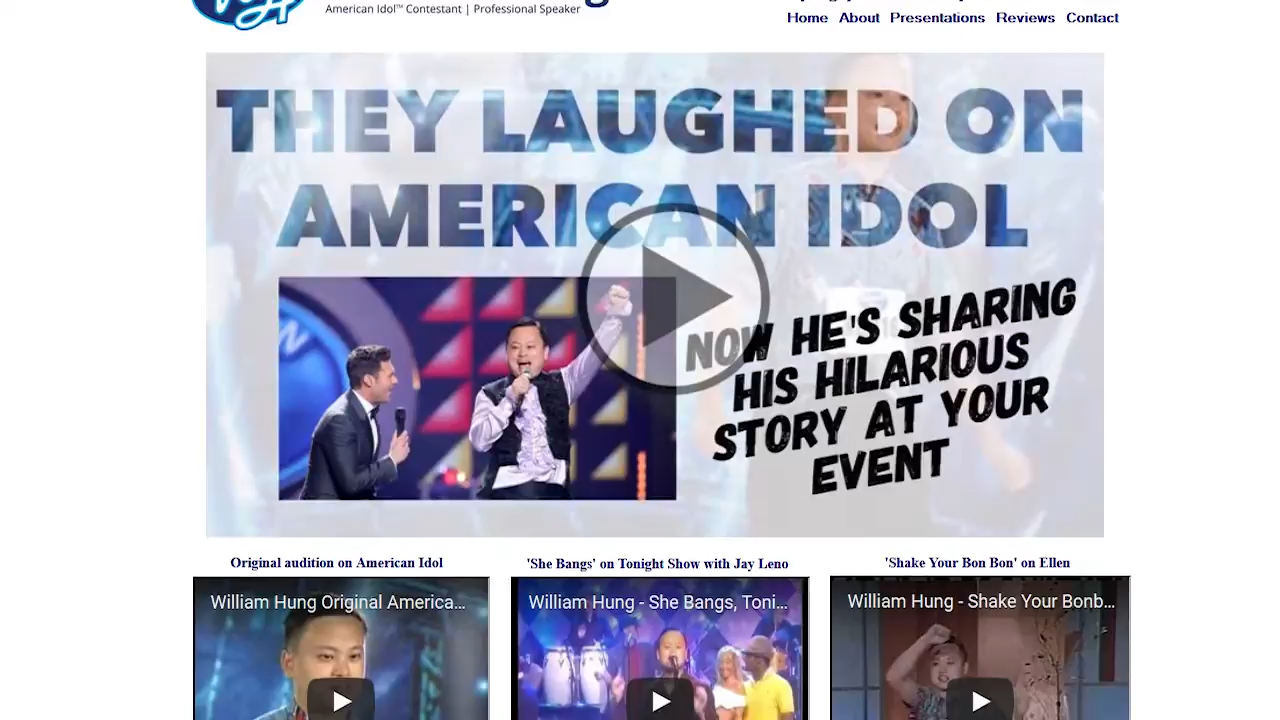 American Idol™ Contestant | Professional Speaker
Home About Presentations Reviews Contact
THEY LAUGHED ON
AMERICAN IDOL
NOW HE'S SHARING
HIS HILARIOUS
STORY AT YOUR
EVENT
Original audition on American Idol
'She Bangs' on Tonight Show with Jay Leno
'Shake Your Bon Bon' on Ellen
William Hung Original America...
William Hung - She Bangs, Toni...
William Hung - Shake Your Bonb...